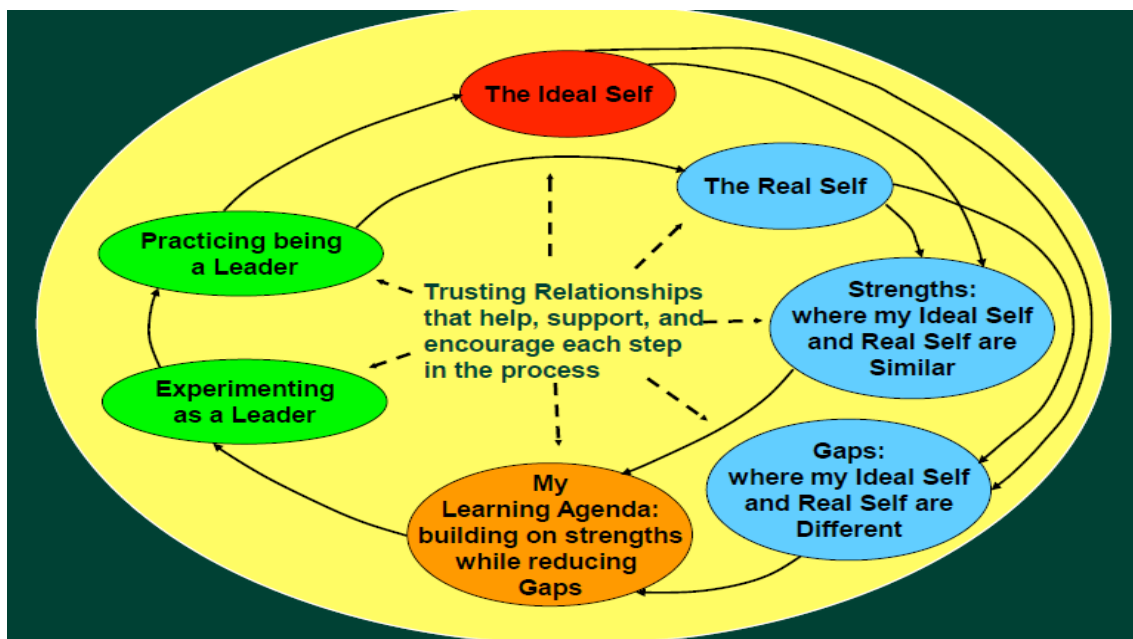 The Ideal Self
The Real Self
Practicing being
a Leader
Trusting Relationships
that help, support, and
encourage each step
in the process
Strengths:
where my Ideal Self
and Real Self are
Similar
Experimenting
as a Leader
Gaps:
where my Ideal Self
and Real Self are
Different
My
Learning Agenda:
building on strengths
while reducing
Gaps